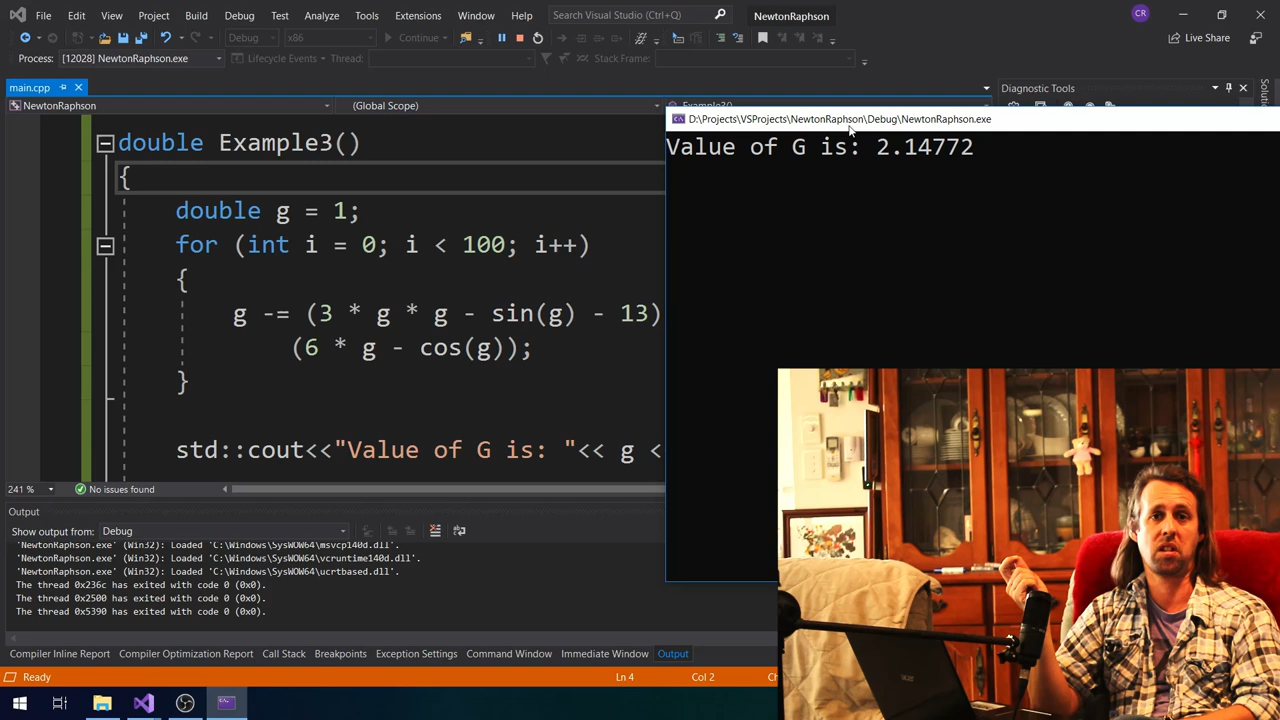 File Edit View Project Build Debug Test Analyze Tools Extensions Window Help Search Visual Studio (Ctrl+Q) NewtonRaphson CR
Debug x86 Continue Live Share
Process: [12028] NewtonRaphson.exe Lifecycle Events Thread: Stack Frame:
main.cpp
NewtonRaphson (Global Scope) Example3()
Diagnostic Tools
D:\Projects\VSProjects\NewtonRaphson\Debug\NewtonRaphson.exe
Value of G is: 2.14772
double Example3()
{
double g = 1;
for (int i = 0; i < 100; i++)
{
g -= (3 * g * g - sin(g) - 13)
(6 * g - cos(g));
}
std::cout<<"Value of G is: "<< g <
241 % No issues found
Output
Show output from: Debug
'NewtonRaphson.exe' (Win32): Loaded 'C:\Windows\SysWOW64\msvcp140d.dll'.
'NewtonRaphson.exe' (Win32): Loaded 'C:\Windows\SysWOW64\vcruntime140d.dll'.
'NewtonRaphson.exe' (Win32): Loaded 'C:\Windows\SysWOW64\ucrtbased.dll'.
The thread 0x236c has exited with code 0 (0x0).
The thread 0x2500 has exited with code 0 (0x0).
The thread 0x5390 has exited with code 0 (0x0).
Compiler Inline Report Compiler Optimization Report Call Stack Breakpoints Exception Settings Command Window Immediate Window Output
Ready Ln 4 Col 2